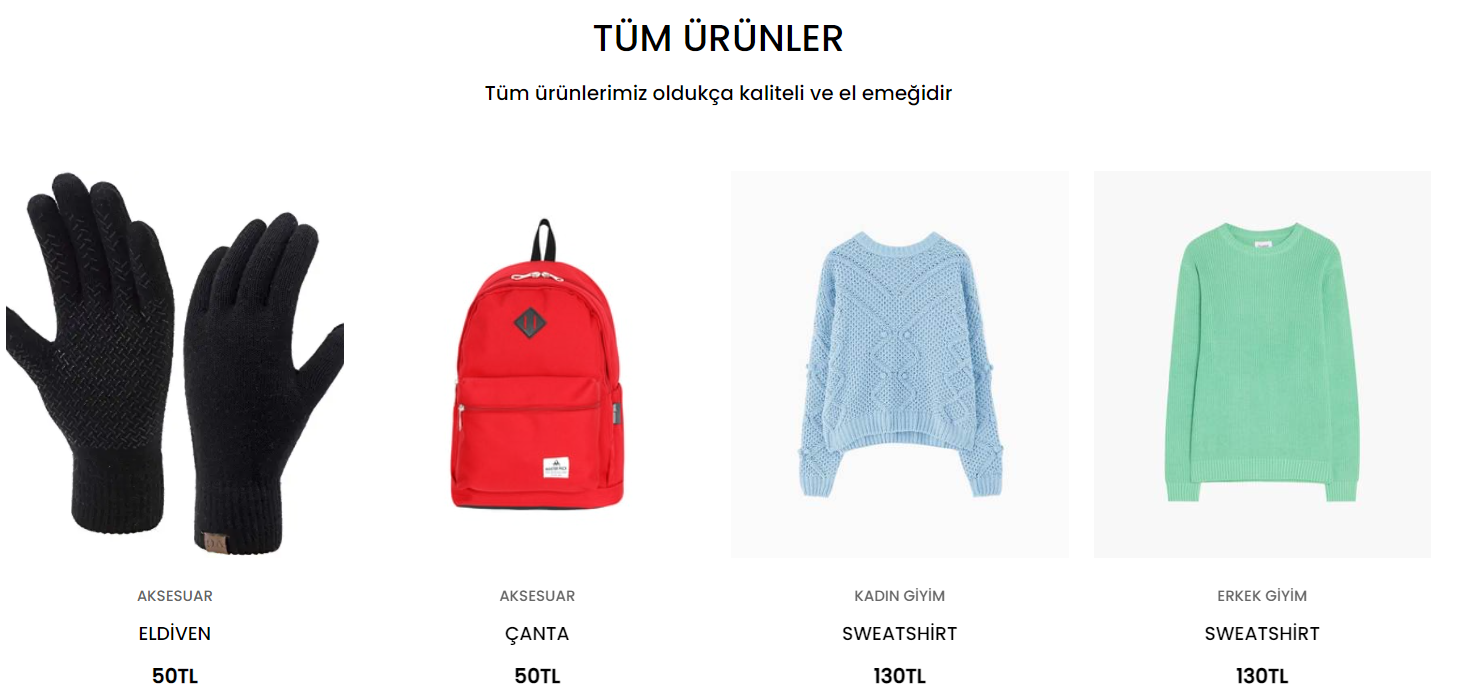 TÜM ÜRÜNLER
Tüm ürünlerimiz oldukça kaliteli ve el emeğidir
AKSESUAR
ELDİVEN
50TL
AKSESUAR
ÇANTA
50TL
KADIN GİYİM
SWEATSHİRT
130TL
ERKEK GİYİM
SWEATSHİRT
130TL